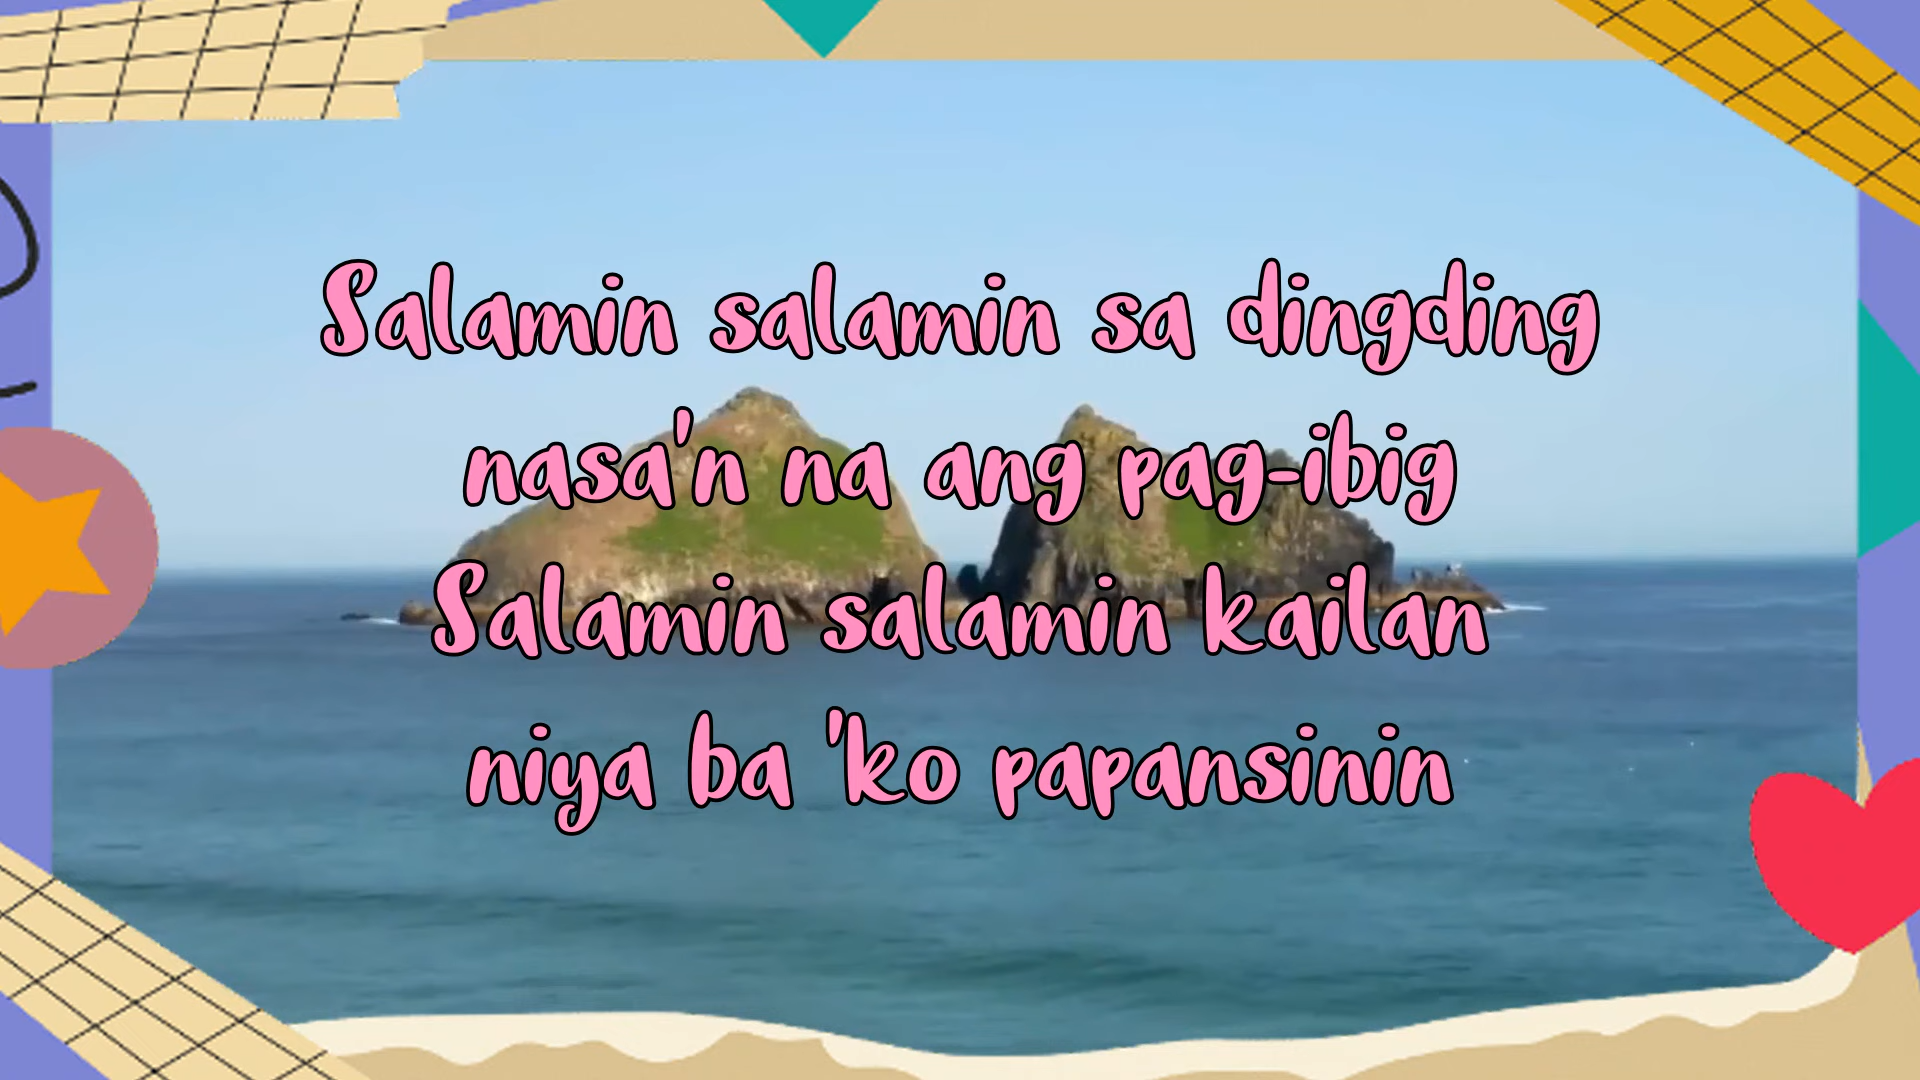 Salamin salamin sa dingding
nasa'n na ang pag-ibig
Salamin salamin kailan
niya ba 'ko papansinin